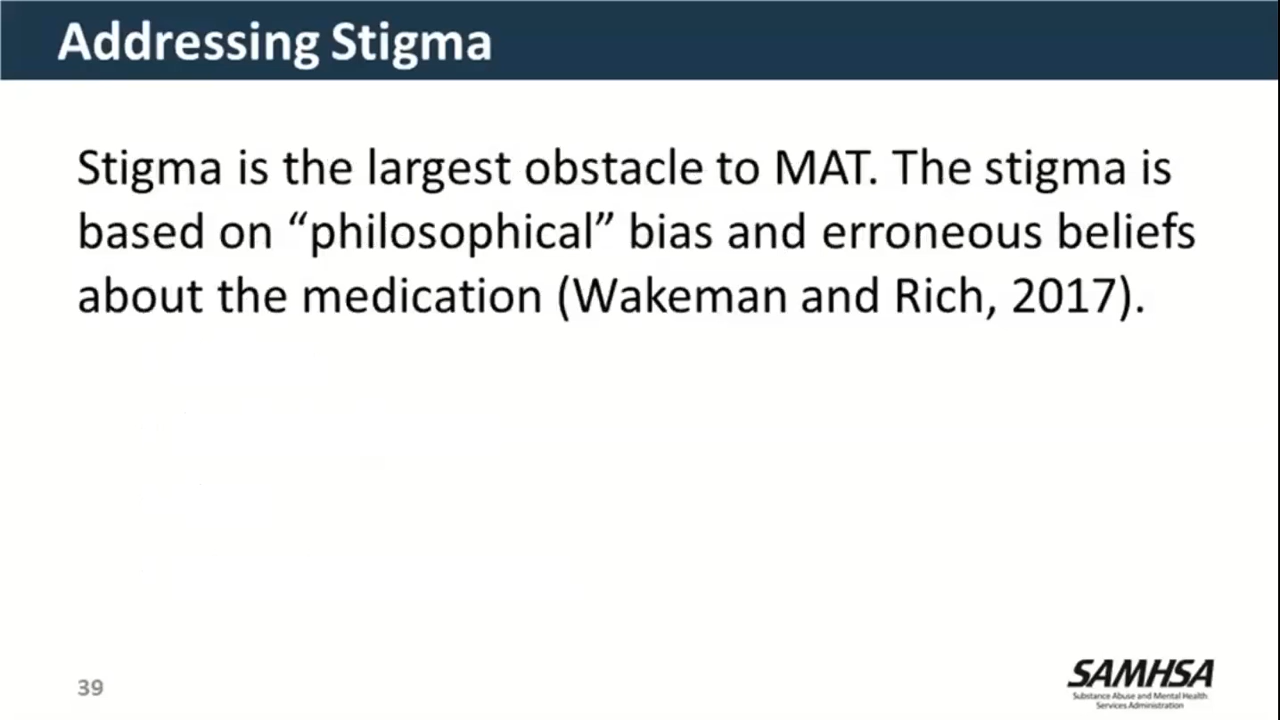 Addressing Stigma
Stigma is the largest obstacle to MAT. The stigma is
based on “philosophical” bias and erroneous beliefs
about the medication (Wakeman and Rich, 2017).
39
SAMHSA
Substance Abuse and Mental Health
Services Administration